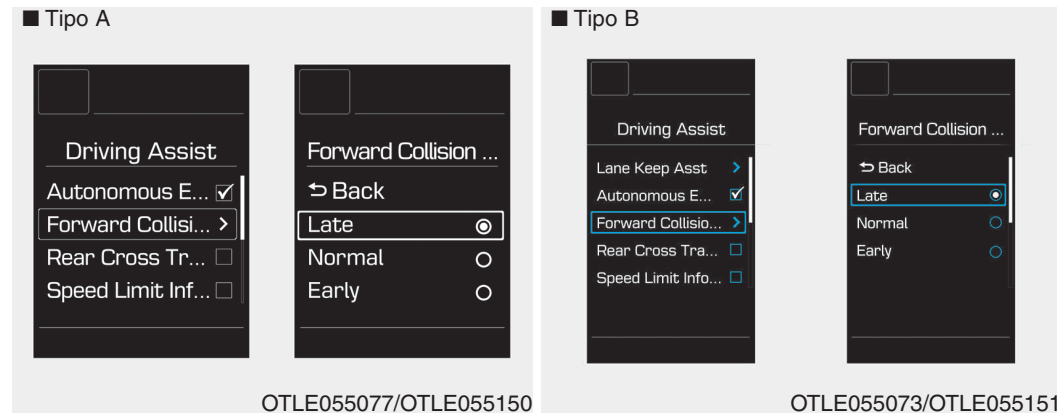 ■ Tipo A
Driving Assist
Autonomous E...
Forward Collisi... >
Rear Cross Tr...
Speed Limit Inf...
Forward Collision ...
⮌ Back
Late
Normal
Early
OTLE055077/OTLE055150
■ Tipo B
Driving Assist
Lane Keep Asst >
Autonomous E...
Forward Collisio... >
Rear Cross Tra...
Speed Limit Info...
Forward Collision ...
⮌ Back
Late
Normal
Early
OTLE055073/OTLE055151